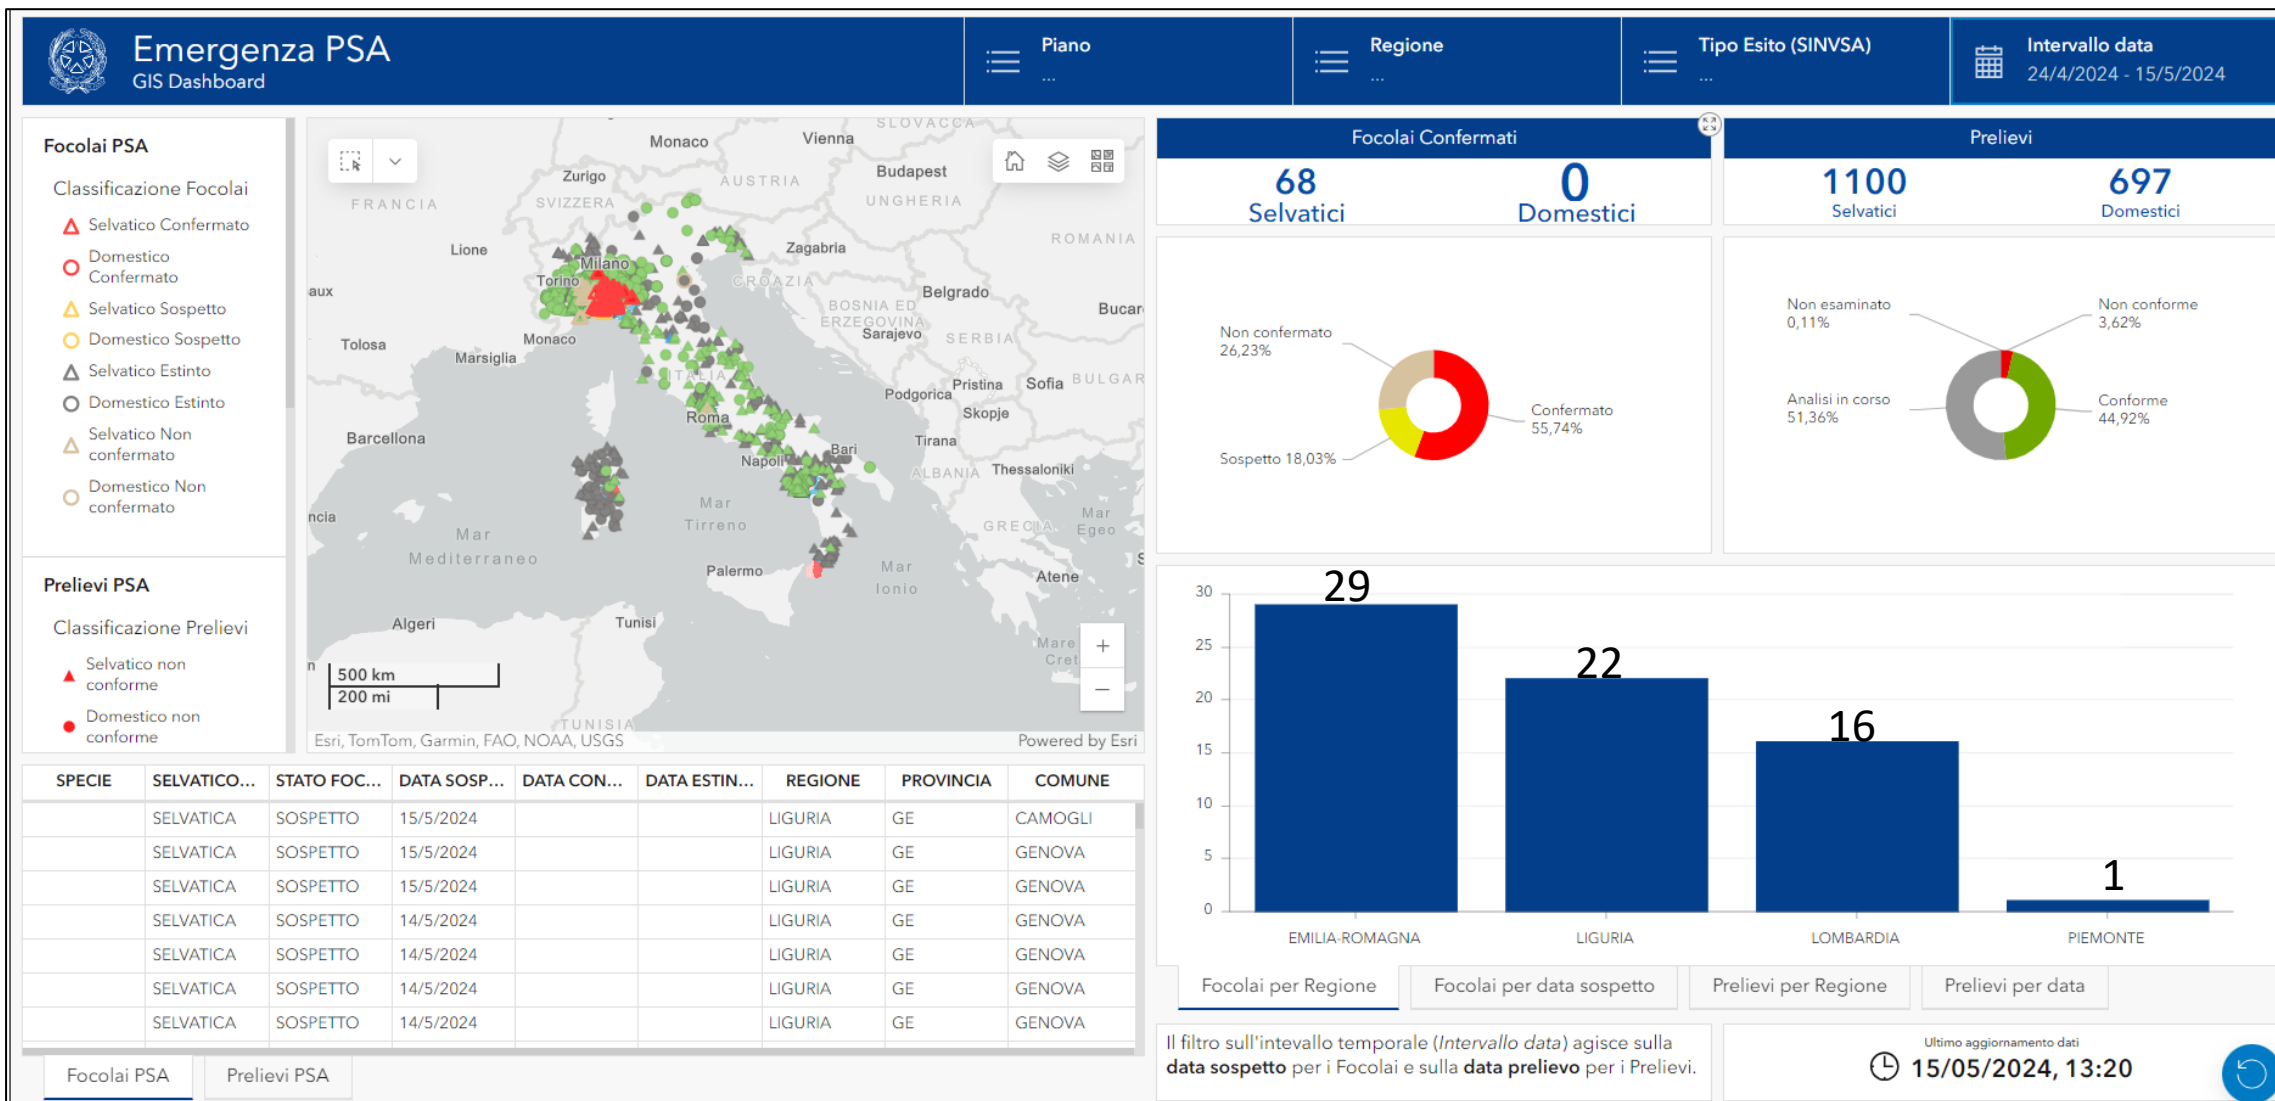 Emergenza PSA
GIS Dashboard
Piano
...
Regione
...
Tipo Esito (SINVSA)
...
Intervallo data
24/4/2024 - 15/5/2024
Focolai PSA
Classificazione Focolai
Selvatico Confermato
Domestico
Confermato
Selvatico Sospetto
Domestico Sospetto
Selvatico Estinto
Domestico Estinto
Selvatico Non
confermato
Domestico Non
confermato
Prelievi PSA
Classificazione Prelievi
Selvatico non
conforme
Domestico non
conforme
SLOVACCA
Monaco
Vienna
Zurigo
AUSTRIA
Budapest
FRANCIA
SVIZZERA
UNGHERIA
Lione
Milano
Zagabria
ROMANIA
Torino
CROAZIA
aux
Belgrado
BOSNIA ED
ERZEGOVINA
Bucar
Tolosa
Monaco
Marsiglia
Sarajevo
SERBIA
ITALIA
Pristina
Sofia
BULGAR
Podgorica
Skopje
Roma
Barcellona
Tirana
Bari
Napoli
ALBANIA
Thessaloniki
ncia
Mar
Tirreno
Mar
Egeo
GRECIA
Mar
Mediterraneo
Palermo
Mar
Ionio
Atene
S
Algeri
Tunisi
Mare
Cret
n
500 km
200 mi
TUNISIA
+
−
Esri, TomTom, Garmin, FAO, NOAA, USGS
Powered by Esri
Focolai Confermati
68
Selvatici
0
Domestici
Prelievi
1100
Selvatici
697
Domestici
Non confermato
26,23%
Confermato
55,74%
Sospetto 18,03%
Non esaminato
0,11%
Non conforme
3,62%
Analisi in corso
51,36%
Conforme
44,92%
30
25
20
15
10
5
0
29
22
16
1
EMILIA-ROMAGNA
LIGURIA
LOMBARDIA
PIEMONTE
Focolai per Regione
Focolai per data sospetto
Prelievi per Regione
Prelievi per data
SPECIE SELVATICO... STATO FOC... DATA SOSP... DATA CON... DATA ESTIN... REGIONE PROVINCIA COMUNE
SELVATICA SOSPETTO 15/5/2024 LIGURIA GE CAMOGLI
SELVATICA SOSPETTO 15/5/2024 LIGURIA GE GENOVA
SELVATICA SOSPETTO 15/5/2024 LIGURIA GE GENOVA
SELVATICA SOSPETTO 14/5/2024 LIGURIA GE GENOVA
SELVATICA SOSPETTO 14/5/2024 LIGURIA GE GENOVA
SELVATICA SOSPETTO 14/5/2024 LIGURIA GE GENOVA
SELVATICA SOSPETTO 14/5/2024 LIGURIA GE GENOVA
Focolai PSA
Prelievi PSA
Il filtro sull'intevallo temporale (Intervallo data) agisce sulla
data sospetto per i Focolai e sulla data prelievo per i Prelievi.
Ultimo aggiornamento dati
15/05/2024, 13:20